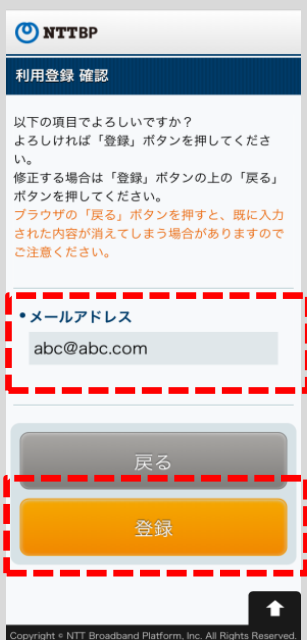 NTTBP
利用登録 確認
以下の項目でよろしいですか？
よろしければ「登録」ボタンを押してくださ
い。
修正する場合は「登録」ボタンの上の「戻る」
ボタンを押してください。
ブラウザの「戻る」ボタンを押すと、既に入力
された内容が消えてしまう場合がありますので
ご注意ください。
•メールアドレス
abc@abc.com
戻る
登録
Copyright © NTT Broadband Platform, Inc. All Rights Reserved.